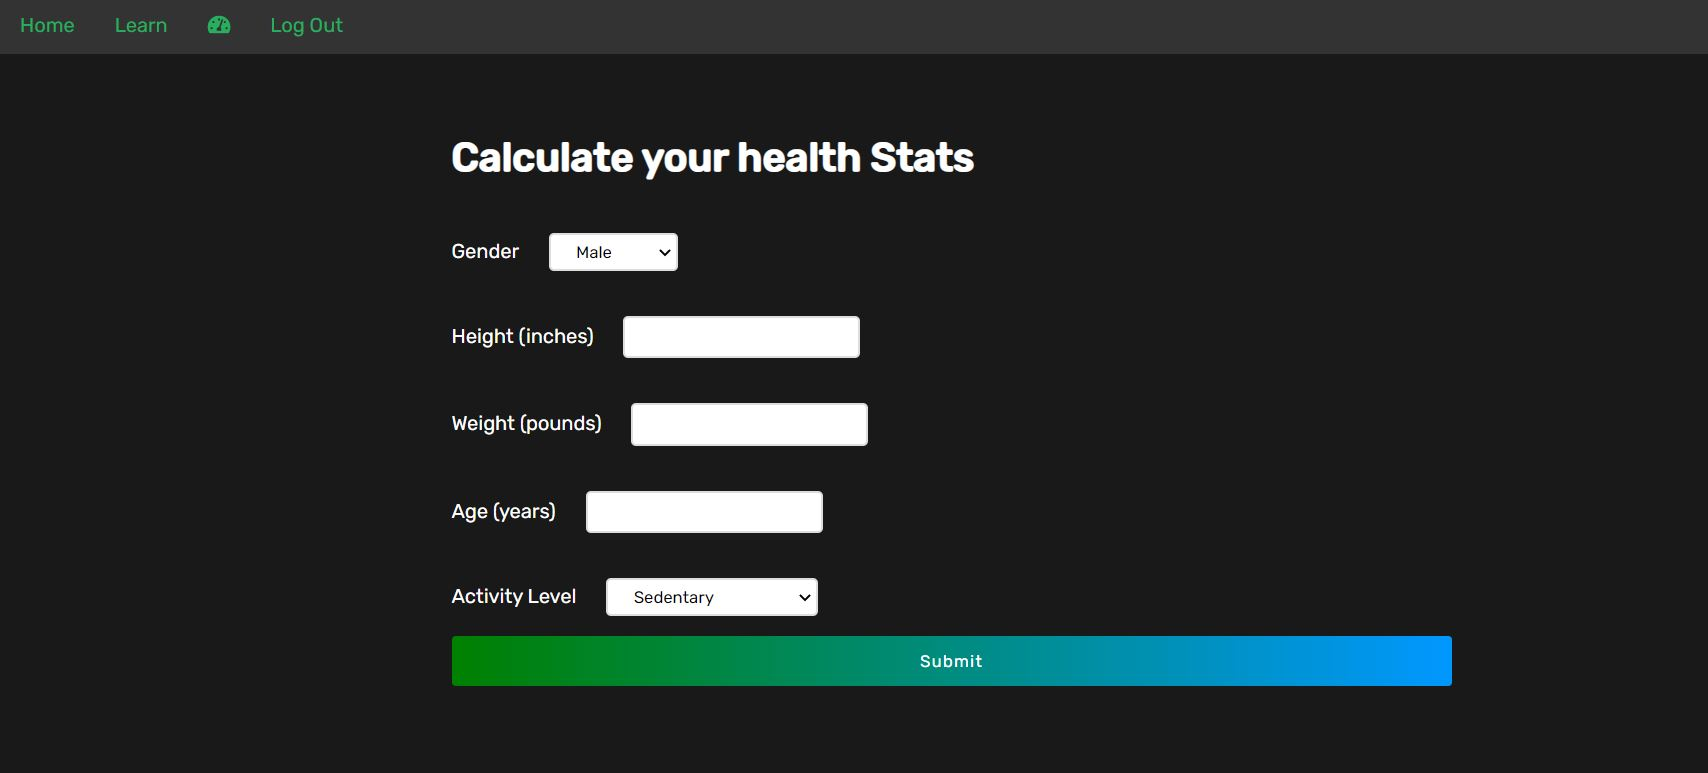 Home Learn Log Out
Calculate your health Stats
Gender Male
Height (inches)
Weight (pounds)
Age (years)
Activity Level Sedentary
Submit